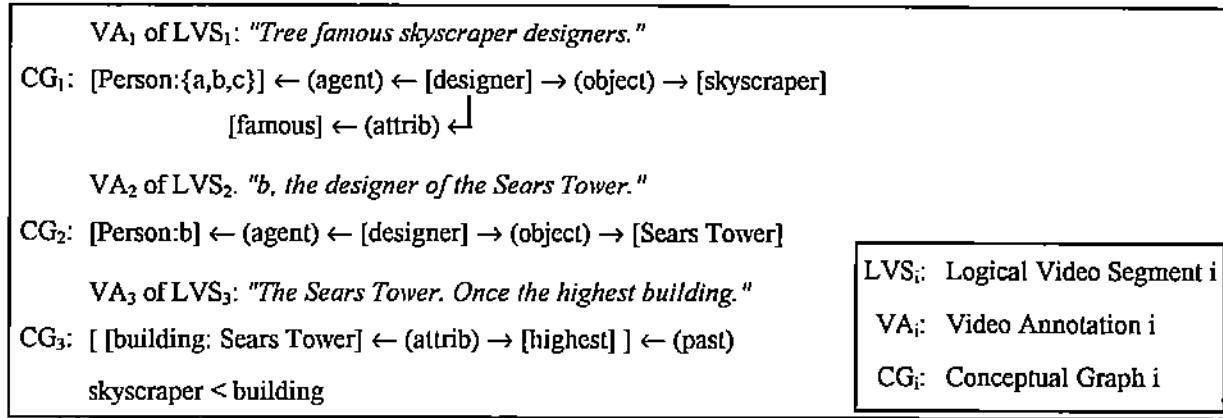 VA₁ of LVS₁: "Tree famous skyscraper designers."
CG₁: [Person:{a,b,c}] ← (agent) ← [designer] → (object) → [skyscraper]
[famous] ← (attrib) ↵
VA₂ of LVS₂. "b, the designer of the Sears Tower."
CG₂: [Person:b] ← (agent) ← [designer] → (object) → [Sears Tower]
VA₃ of LVS₃: "The Sears Tower. Once the highest building."
CG₃: [ [building: Sears Tower] ← (attrib) → [highest] ] ← (past)
skyscraper < building
LVSᵢ: Logical Video Segment i
VAᵢ: Video Annotation i
CGᵢ: Conceptual Graph i